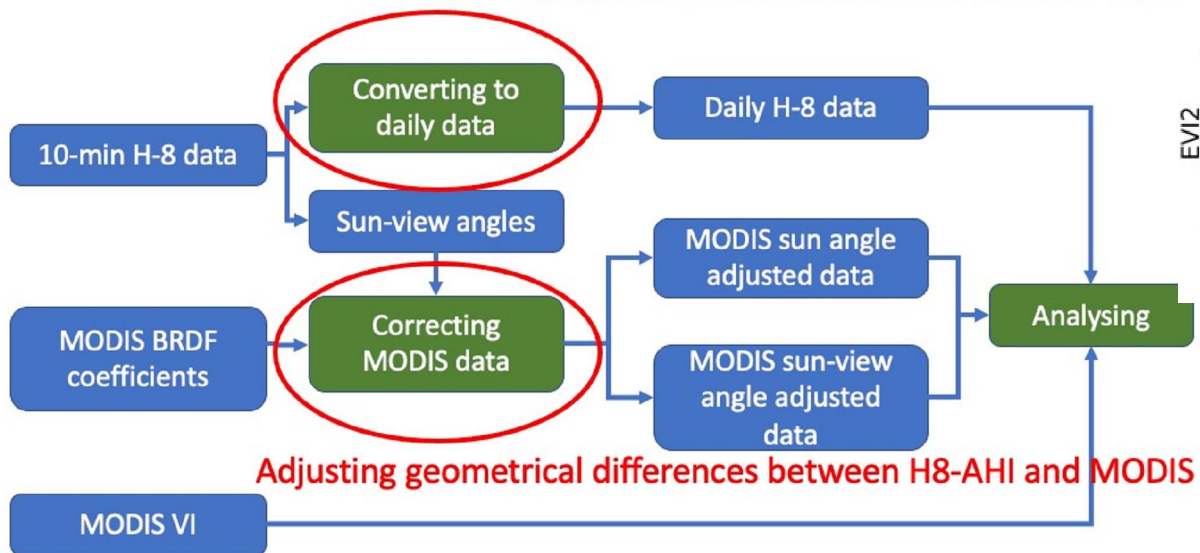 Converting to
daily data
Daily H-8 data
EVI2
10-min H-8 data
Sun-view angles
MODIS sun angle
adjusted data
MODIS BRDF
coefficients
Correcting
MODIS data
Analysing
MODIS sun-view
angle adjusted
data
Adjusting geometrical differences between H8-AHI and MODIS
MODIS VI